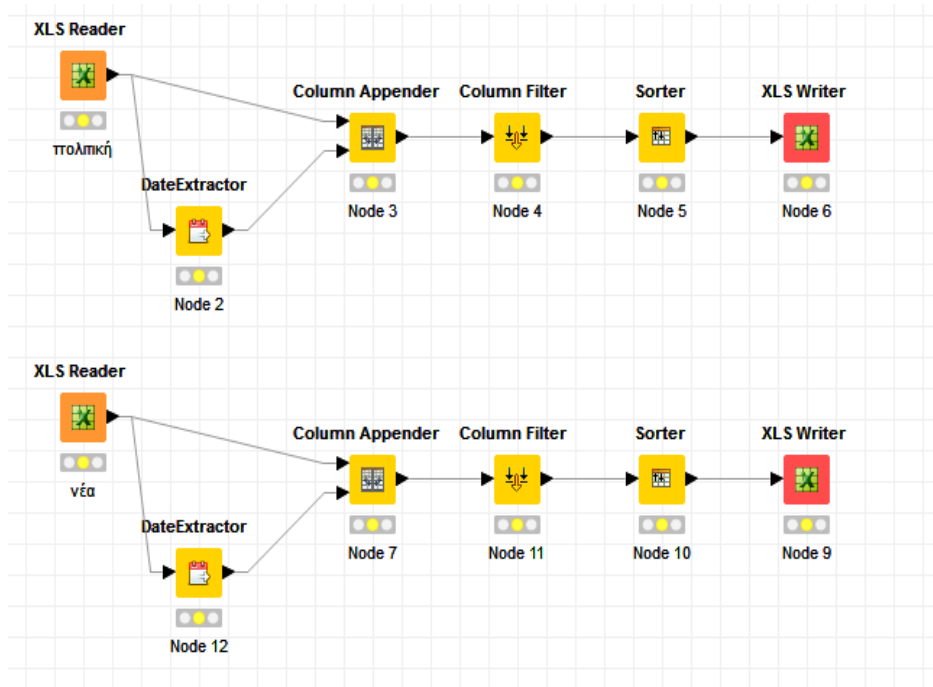 XLS Reader
Column Appender Column Filter Sorter XLS Writer
πολιτική
DateExtractor
Node 3 Node 4 Node 5 Node 6
Node 2
XLS Reader
Column Appender Column Filter Sorter XLS Writer
νέα
DateExtractor
Node 7 Node 11 Node 10 Node 9
Node 12